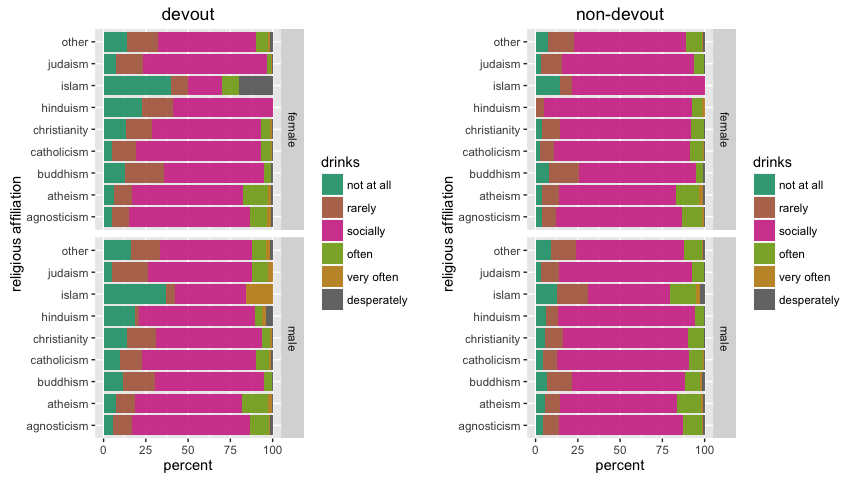 devout
other
judaism
islam
hinduism
christianity
catholicism
buddhism
atheism
agnosticism
female
other
judaism
islam
hinduism
christianity
catholicism
buddhism
atheism
agnosticism
male
0 25 50 75 100
percent
religious affiliation
drinks
not at all
rarely
socially
often
very often
desperately
non-devout
other
judaism
islam
hinduism
christianity
catholicism
buddhism
atheism
agnosticism
female
other
judaism
islam
hinduism
christianity
catholicism
buddhism
atheism
agnosticism
male
0 25 50 75 100
percent
religious affiliation
drinks
not at all
rarely
socially
often
very often
desperately